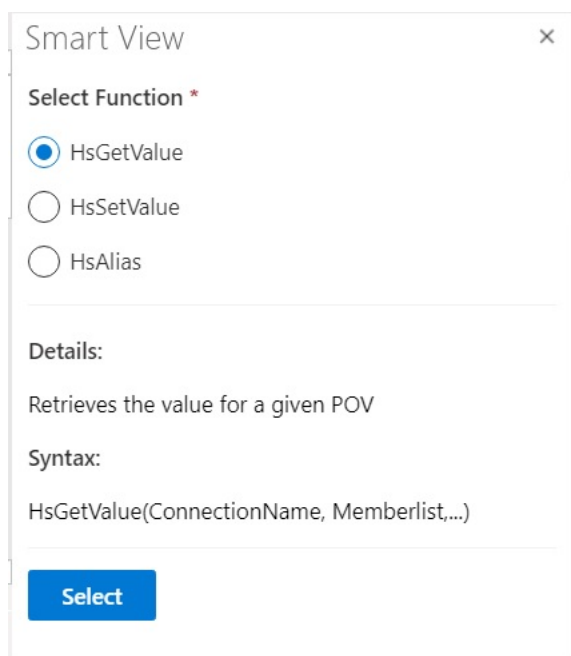 Smart View
Select Function *
HsGetValue
HsSetValue
HsAlias
Details:
Retrieves the value for a given POV
Syntax:
HsGetValue(ConnectionName, Memberlist,...)
Select